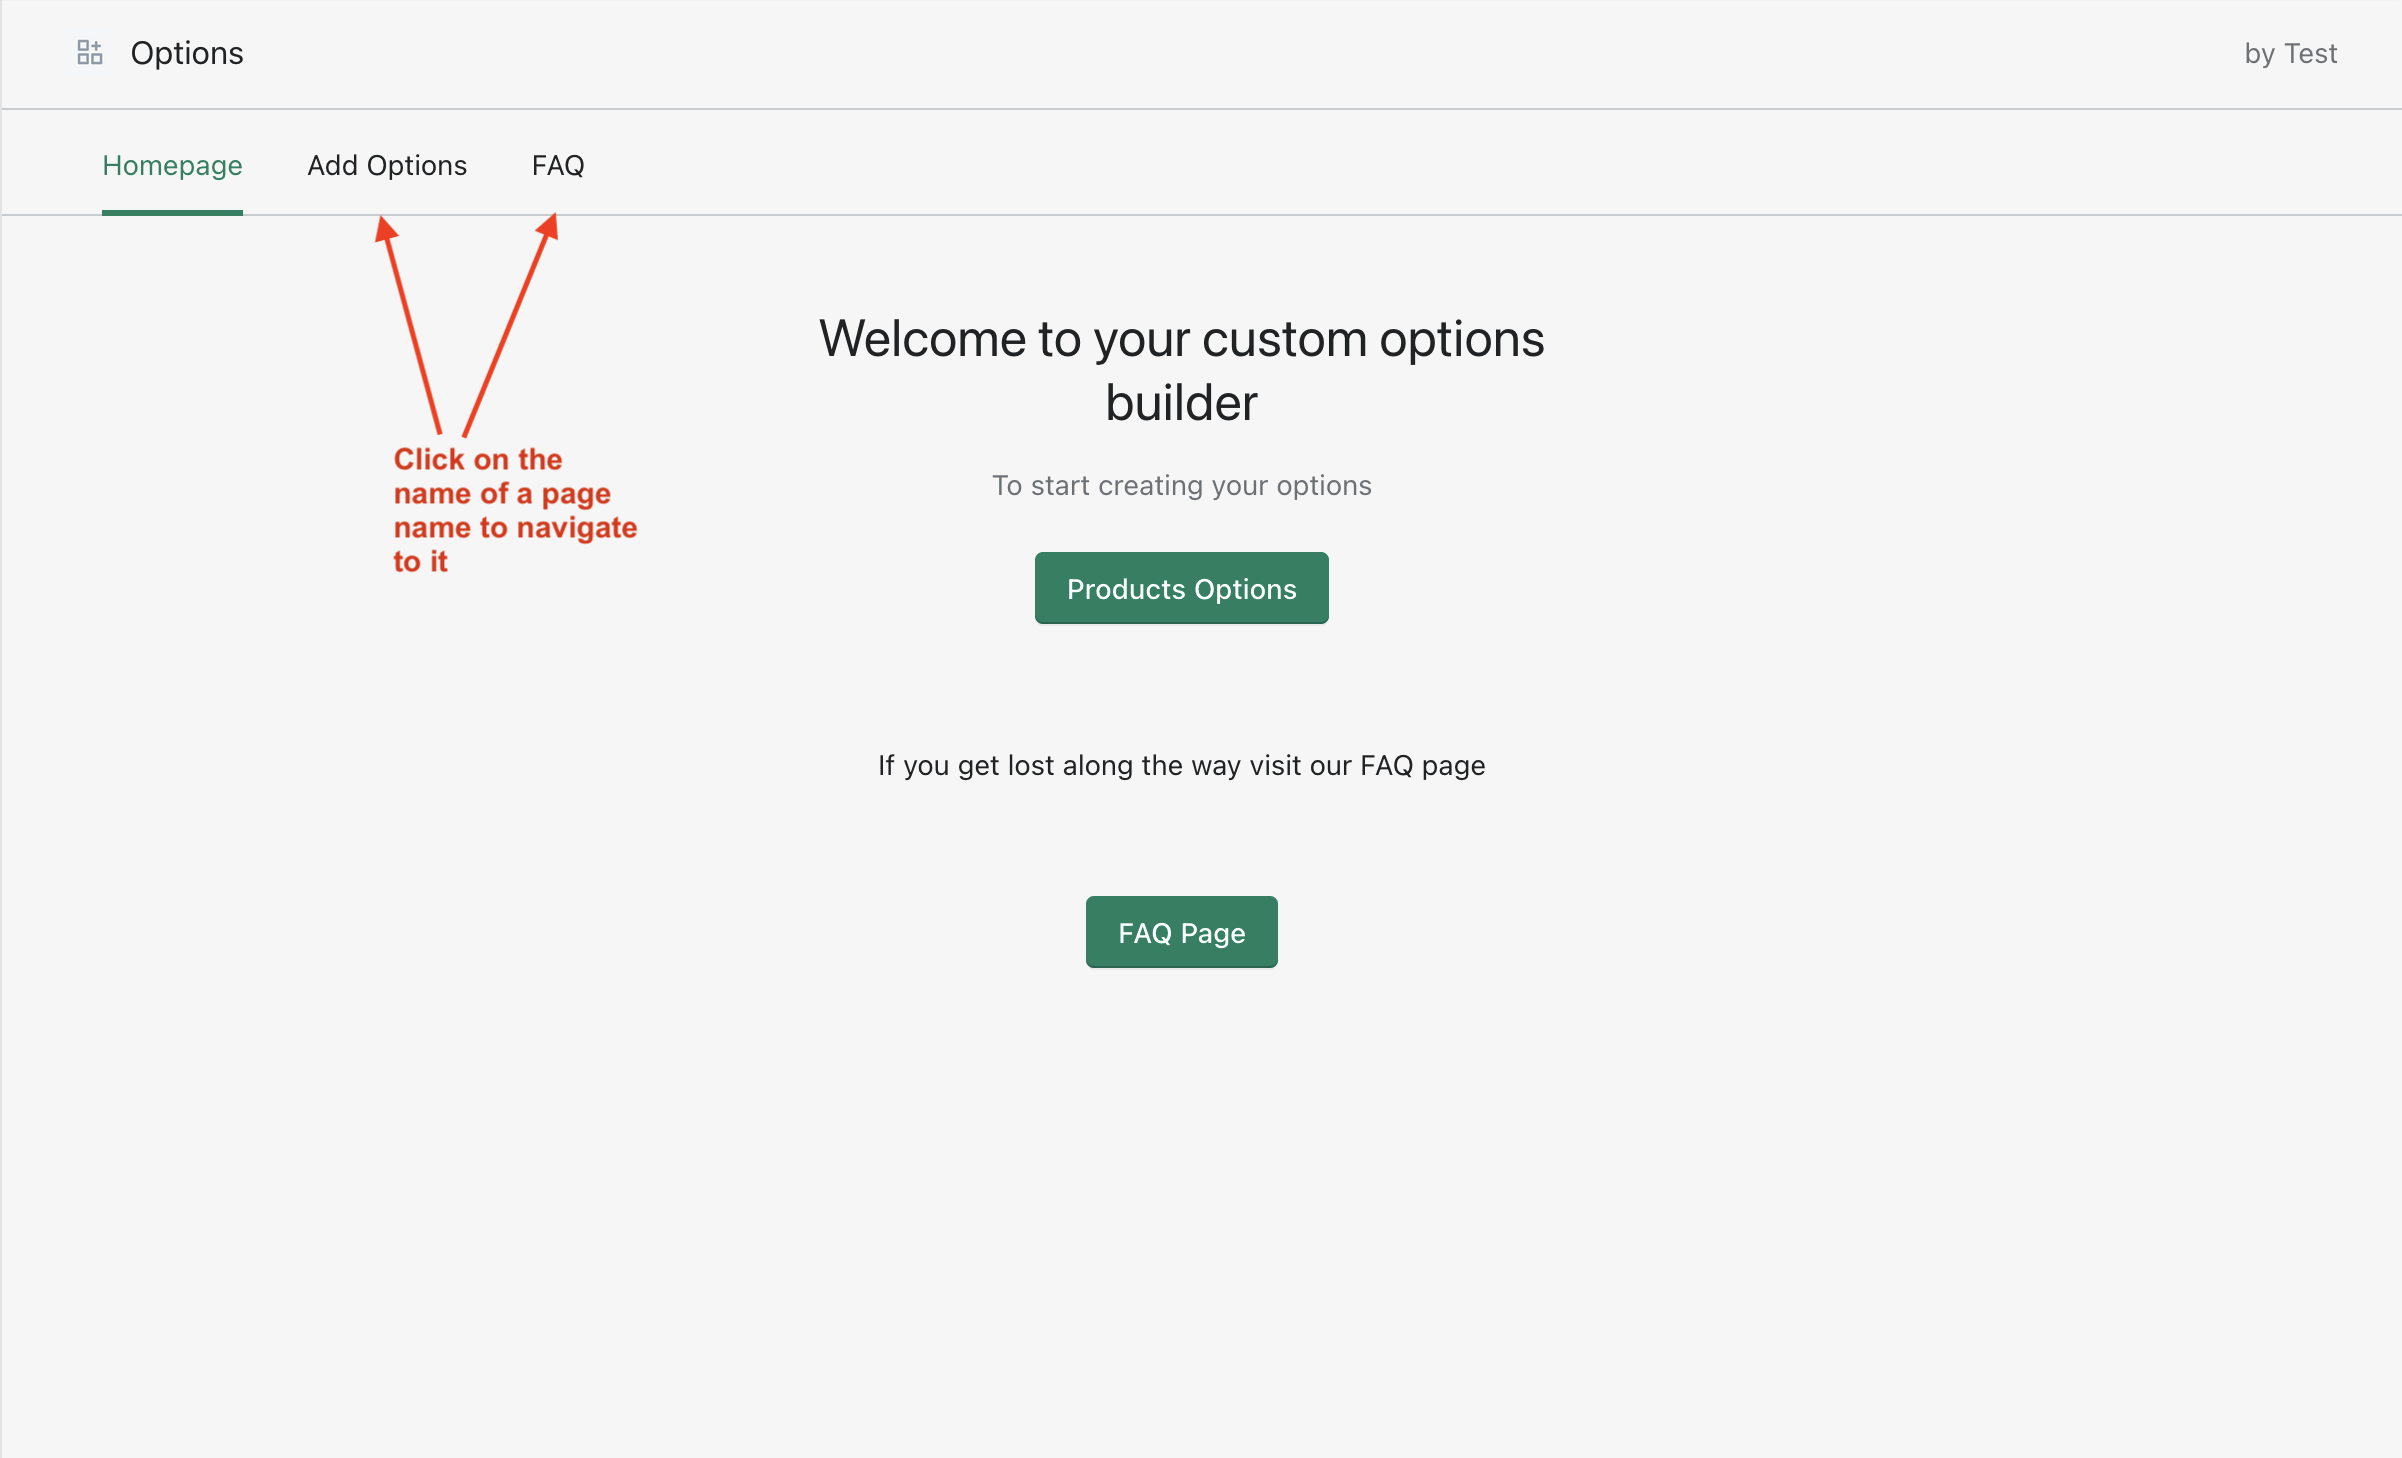 Options
by Test
Homepage
Add Options
FAQ
Click on the
name of a page
name to navigate
to it
Welcome to your custom options
builder
To start creating your options
Products Options
If you get lost along the way visit our FAQ page
FAQ Page